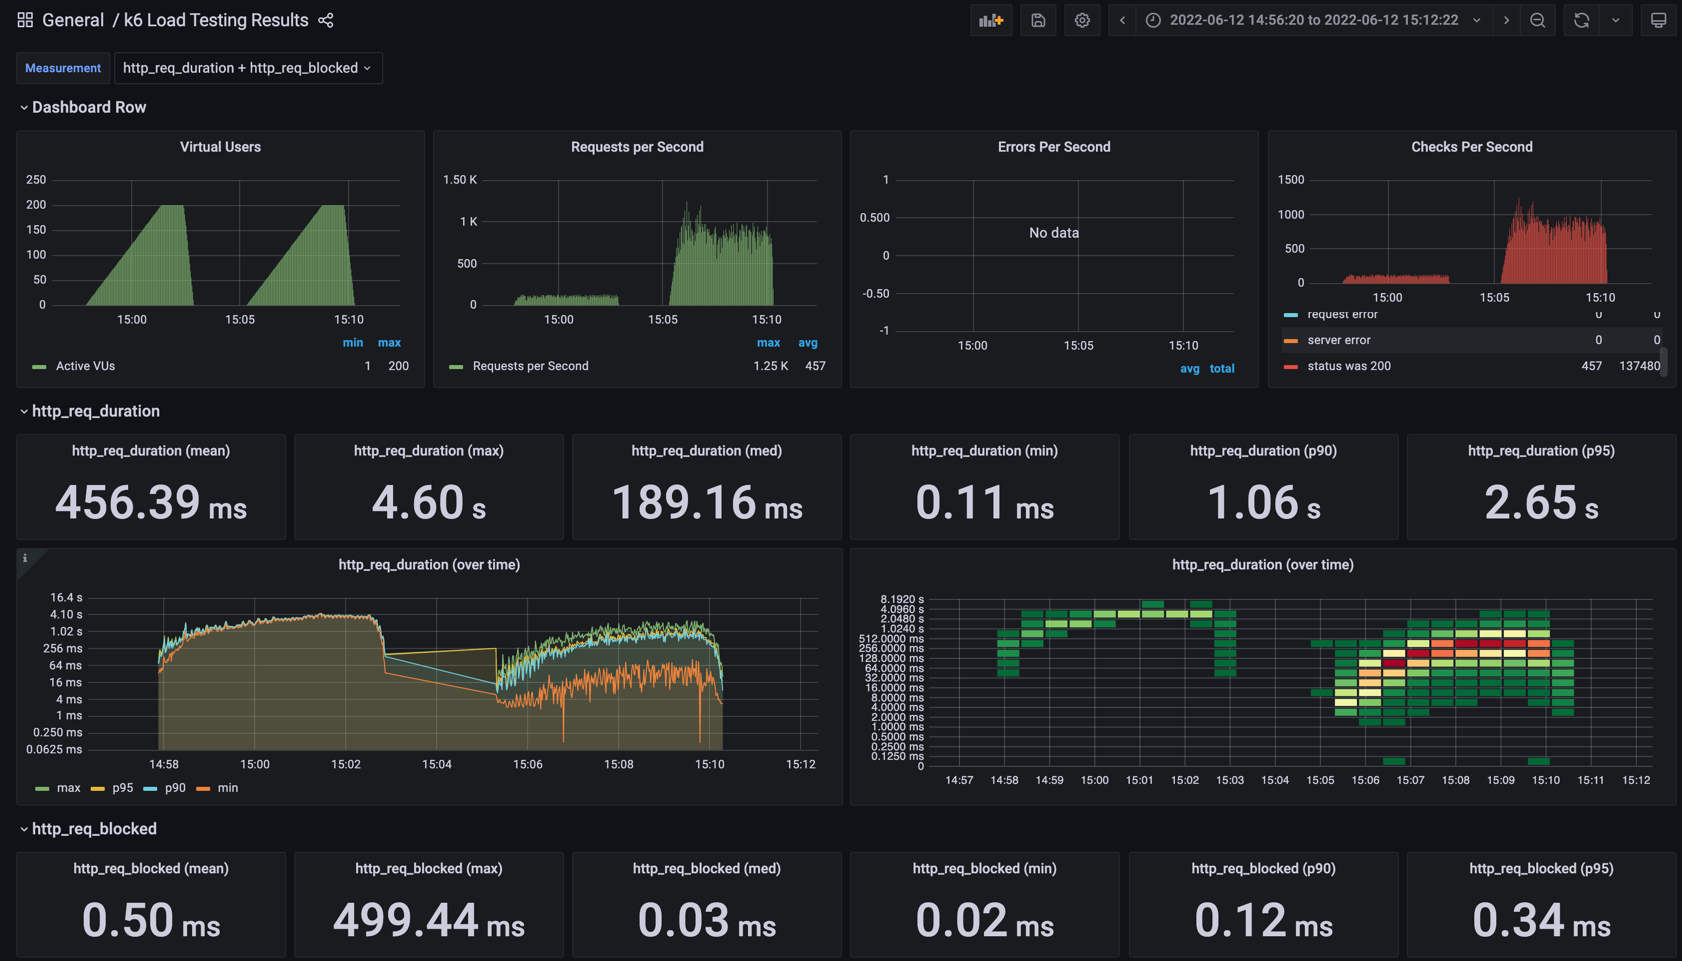 General / k6 Load Testing Results
2022-06-12 14:56:20 to 2022-06-12 15:12:22
Measurement
http_req_duration + http_req_blocked
Dashboard Row
Virtual Users
250
200
150
100
50
0
15:00 15:05 15:10
min max
Active VUs 1 200
Requests per Second
1.50 K
1 K
500
0
15:00 15:05 15:10
max avg
Requests per Second 1.25 K 457
Errors Per Second
1
0.500
0
-0.50
-1
No data
15:00 15:05 15:10
avg total
Checks Per Second
1500
1000
500
0
15:00 15:05 15:10
request error 0 0
server error 0 0
status was 200 457 137480
http_req_duration
http_req_duration (mean)
456.39 ms
http_req_duration (max)
4.60 s
http_req_duration (med)
189.16 ms
http_req_duration (min)
0.11 ms
http_req_duration (p90)
1.06 s
http_req_duration (p95)
2.65 s
i
http_req_duration (over time)
16.4 s
4.10 s
1.02 s
256 ms
64 ms
16 ms
4 ms
1 ms
0.250 ms
0.0625 ms
14:58 15:00 15:02 15:04 15:06 15:08 15:10 15:12
max p95 p90 min
http_req_duration (over time)
8.1920 s
4.0960 s
2.0480 s
1.0240 s
512.0000 ms
256.0000 ms
128.0000 ms
64.0000 ms
32.0000 ms
16.0000 ms
8.0000 ms
4.0000 ms
2.0000 ms
1.0000 ms
0.5000 ms
0.2500 ms
0.1250 ms
0
14:57 14:58 14:59 15:00 15:01 15:02 15:03 15:04 15:05 15:06 15:07 15:08 15:09 15:10 15:11 15:12
http_req_blocked
http_req_blocked (mean)
0.50 ms
http_req_blocked (max)
499.44 ms
http_req_blocked (med)
0.03 ms
http_req_blocked (min)
0.02 ms
http_req_blocked (p90)
0.12 ms
http_req_blocked (p95)
0.34 ms